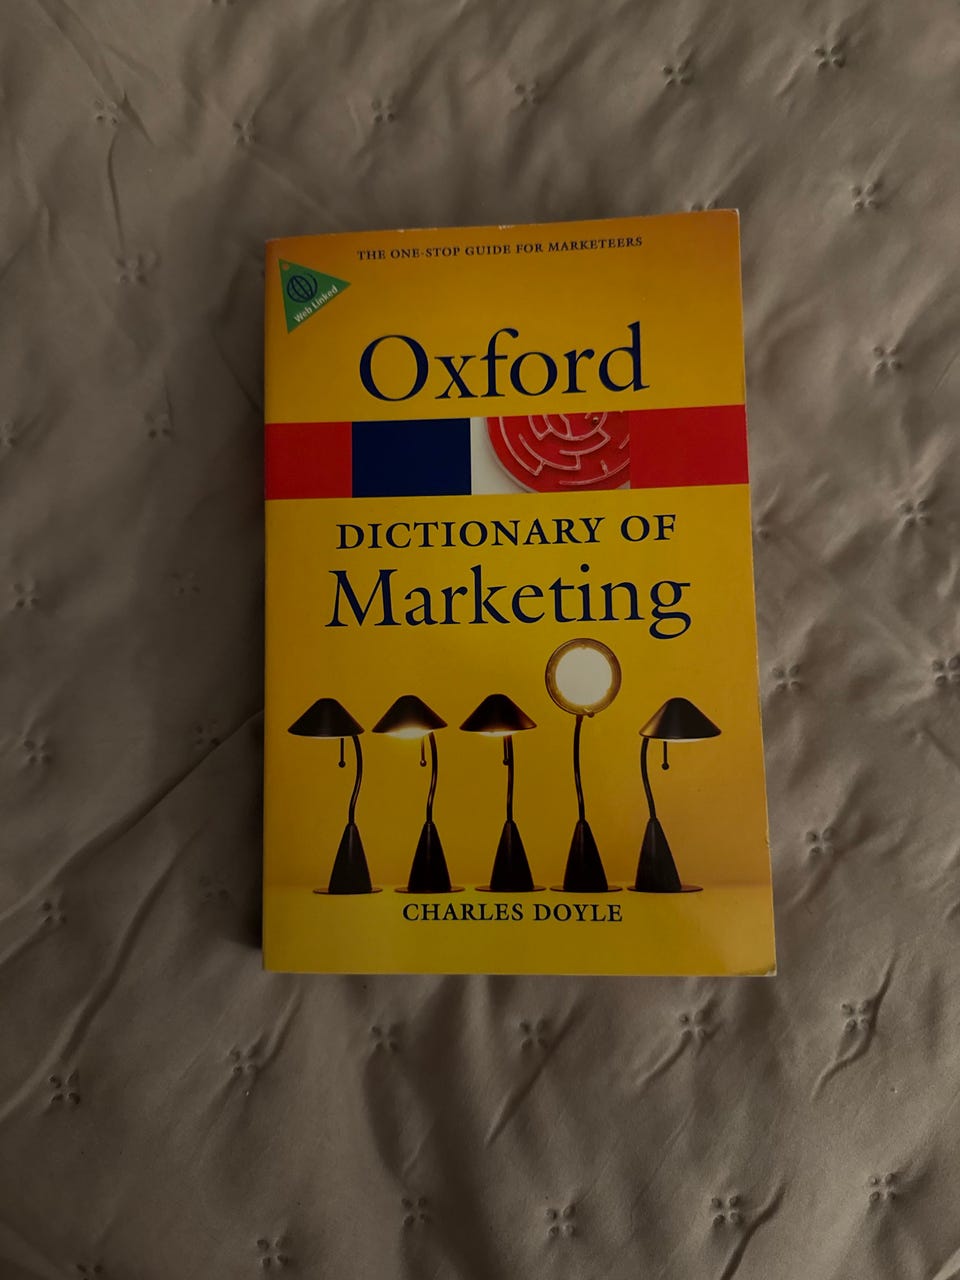 THE ONE-STOP GUIDE FOR MARKETEERS
Web Linked
Oxford
DICTIONARY OF
Marketing
CHARLES DOYLE